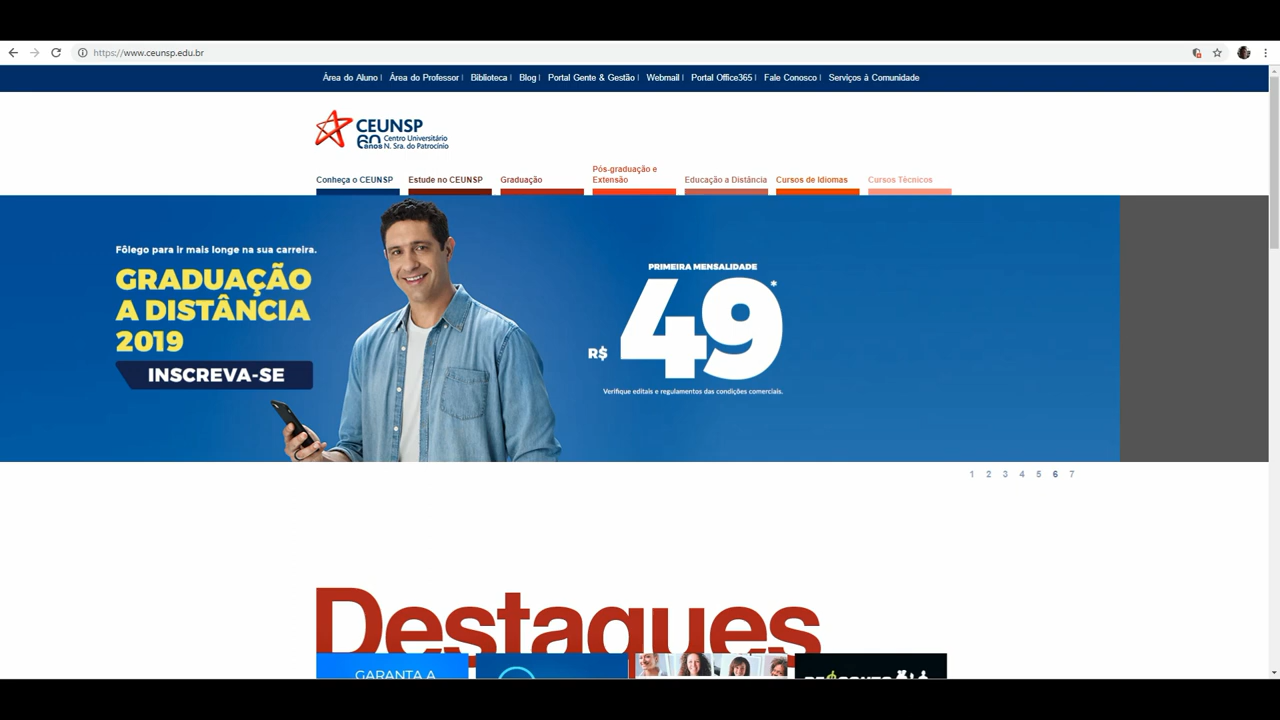 https://www.ceunsp.edu.br
Área do Aluno | Área do Professor | Biblioteca | Blog | Portal Gente & Gestão | Webmail | Portal Office365 | Fale Conosco | Serviços à Comunidade
CEUNSP
60 anos Centro Universitário
N. Sra. do Patrocínio
Conheça o CEUNSP Estude no CEUNSP Graduação Pós-graduação e Extensão Educação a Distância Cursos de Idiomas Cursos Técnicos
Fôlego para ir mais longe na sua carreira.
GRADUAÇÃO
A DISTÂNCIA
2019
INSCREVA-SE
PRIMEIRA MENSALIDADE
R$ 49*
Verifique editais e regulamentos das condições comerciais.
1 2 3 4 5 6 7
Destaques
GARANTA A